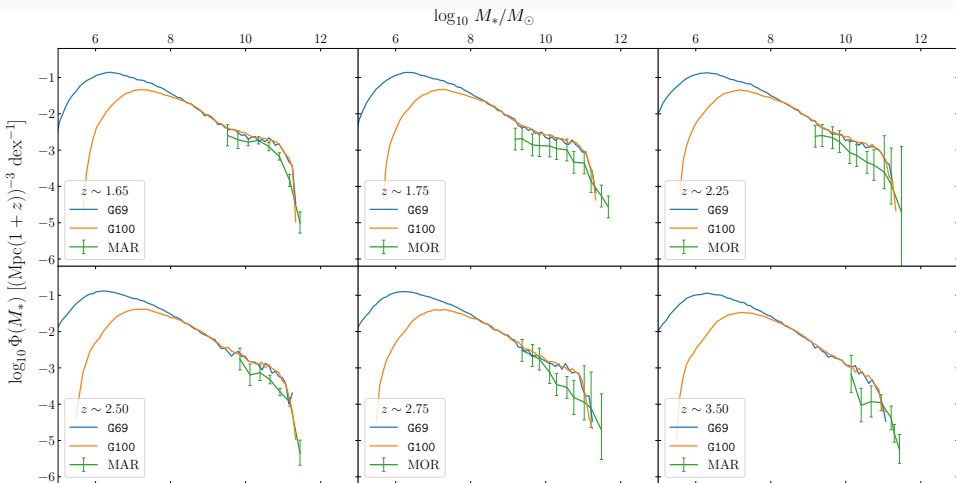 log₁₀ M∗/M⊙
6 8 10 12 6 8 10 12 6 8 10 12
log₁₀ Φ(M∗) [(Mpc(1 + z))⁻³ dex⁻¹]
−1
−2
−3
−4
−5
−6
z ∼ 1.65
G69
G100
MAR
z ∼ 1.75
G69
G100
MOR
z ∼ 2.25
G69
G100
MOR
−1
−2
−3
−4
−5
−6
z ∼ 2.50
G69
G100
MAR
z ∼ 2.75
G69
G100
MOR
z ∼ 3.50
G69
G100
MAR